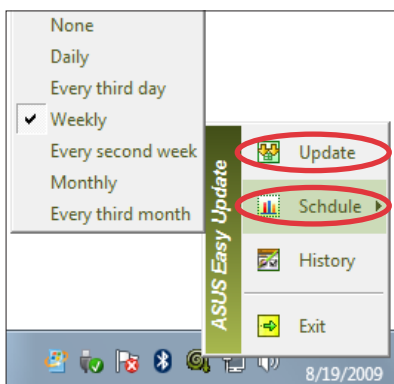 None
Daily
Every third day
Weekly
Every second week
Monthly
Every third month
ASUS Easy Update
Update
Schdule
History
Exit
8/19/2009